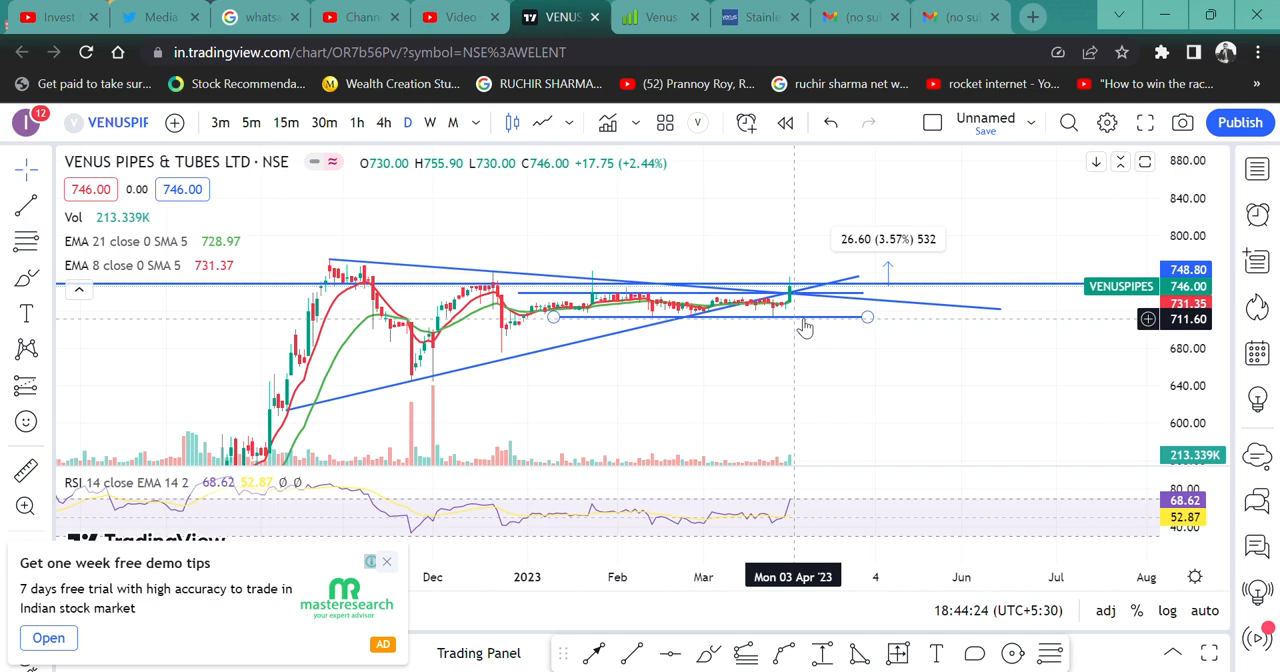 Invest
Media
whatsa
Chann
Video
VENUS
Venus
Stainle
(no su
(no su
in.tradingview.com/chart/OR7b56Pv/?symbol=NSE%3AWELENT
Get paid to take sur...
Stock Recommenda...
Wealth Creation Stu...
RUCHIR SHARMA...
(52) Prannoy Roy, R...
ruchir sharma net w...
rocket internet - Yo...
"How to win the rac...
»
I
12
V
VENUSPIF
3m
5m
15m
30m
1h
4h
D
W
M
V
Unnamed
Save
Publish
VENUS PIPES & TUBES LTD · NSE
O730.00 H755.90 L730.00 C746.00 +17.75 (+2.44%)
746.00
0.00
746.00
Vol 213.339K
EMA 21 close 0 SMA 5 728.97
EMA 8 close 0 SMA 5 731.37
26.60 (3.57%) 532
880.00
840.00
800.00
748.80
VENUSPIPES
746.00
731.35
711.60
680.00
640.00
600.00
213.339K
RSI 14 close EMA 14 2 68.62 52.87 Ø Ø
80.00
68.62
52.87
40.00
TradingView
Dec
2023
Feb
Mar
Mon 03 Apr '23
4
Jun
Jul
Aug
18:44:24 (UTC+5:30)
adj
%
log
auto
Get one week free demo tips
7 days free trial with high accuracy to trade in
Indian stock market
masteresearch
your expert advisor
Open
AD
Trading Panel